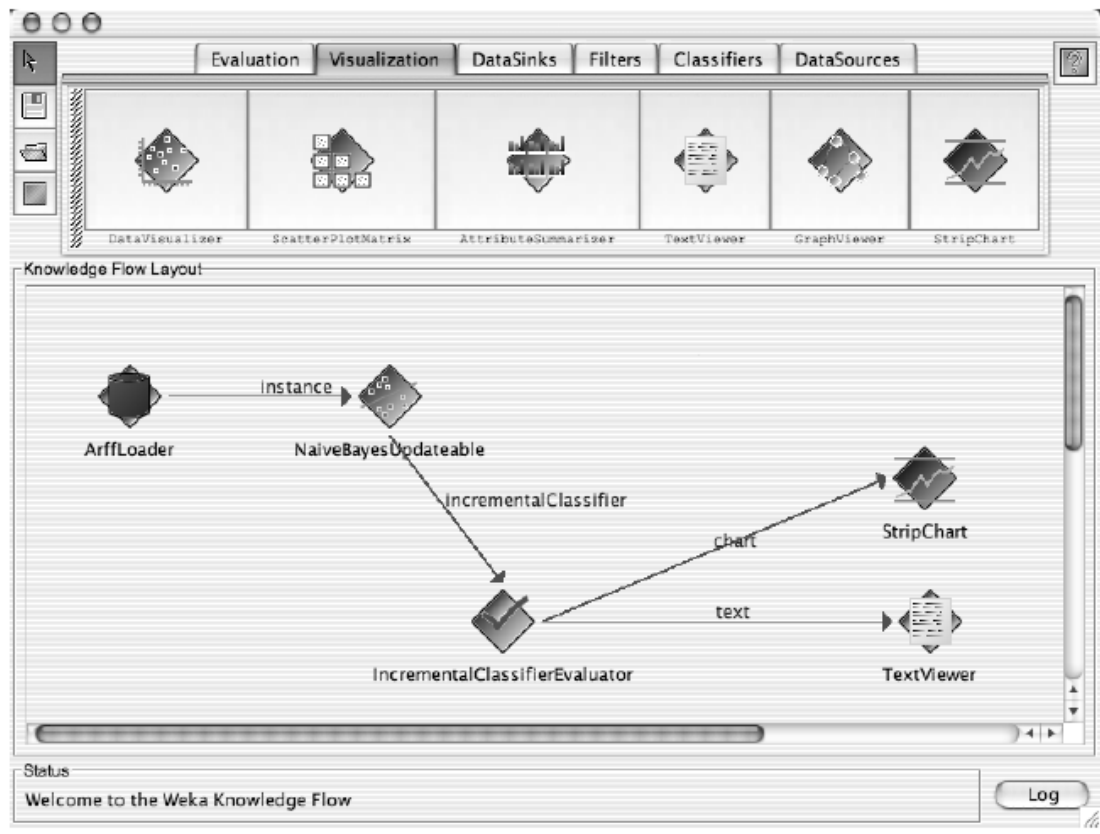 Evaluation Visualization DataSinks Filters Classifiers DataSources
DataVisualizer ScatterPlotMatrix AttributeSummarizer TextViewer GraphViewer StripChart
Knowledge Flow Layout
instance
ArffLoader NaiveBayesUpdateable
incrementalClassifier
StripChart
chart
text
IncrementalClassifierEvaluator TextViewer
Status
Welcome to the Weka Knowledge Flow
Log